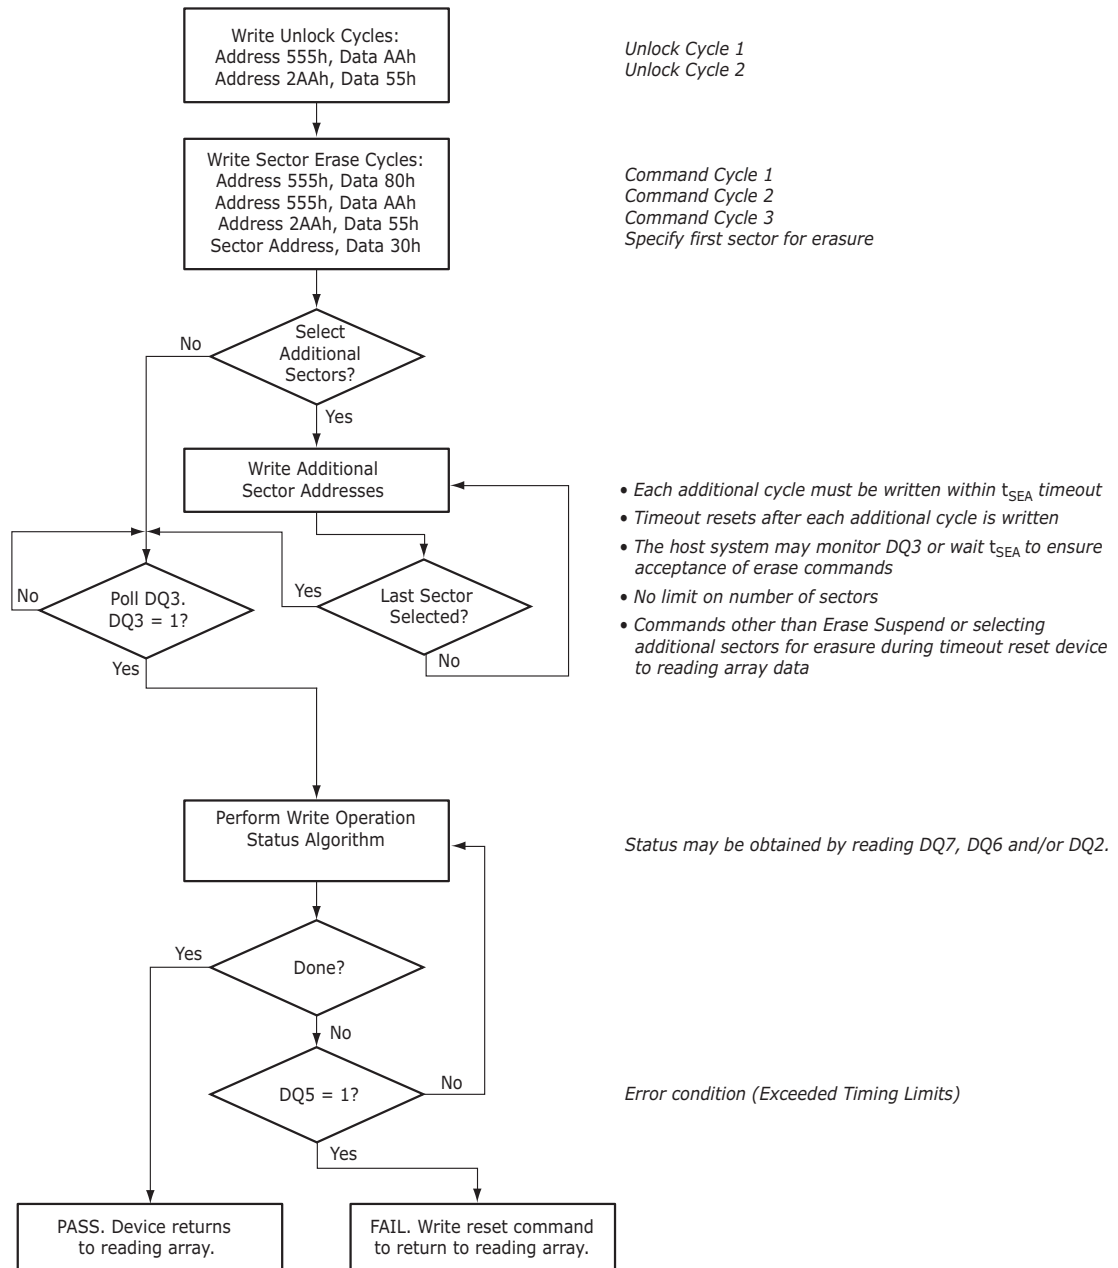 Write Unlock Cycles:
Address 555h, Data AAh
Address 2AAh, Data 55h
Unlock Cycle 1
Unlock Cycle 2
Write Sector Erase Cycles:
Address 555h, Data 80h
Address 555h, Data AAh
Address 2AAh, Data 55h
Sector Address, Data 30h
Command Cycle 1
Command Cycle 2
Command Cycle 3
Specify first sector for erasure
Select
Additional
Sectors?
No
Yes
Write Additional
Sector Addresses
• Each additional cycle must be written within tSEA timeout
• Timeout resets after each additional cycle is written
• The host system may monitor DQ3 or wait tSEA to ensure
acceptance of erase commands
• No limit on number of sectors
• Commands other than Erase Suspend or selecting
additional sectors for erasure during timeout reset device
to reading array data
No
Poll DQ3.
DQ3 = 1?
Yes
Yes
Last Sector
Selected?
No
Perform Write Operation
Status Algorithm
Status may be obtained by reading DQ7, DQ6 and/or DQ2.
Yes
Done?
No
DQ5 = 1?
No
Error condition (Exceeded Timing Limits)
Yes
PASS. Device returns
to reading array.
FAIL. Write reset command
to return to reading array.